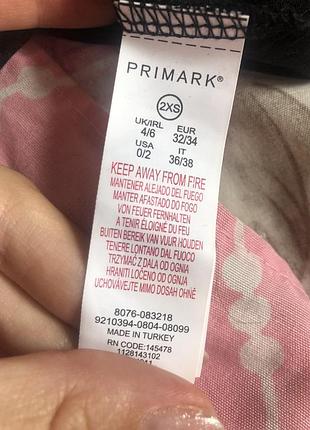 PRIMARK®
2XS
UK/IRL EUR
4/6 32/34
USA IT
0/2 36/38
KEEP AWAY FROM FIRE
MANTENER ALEJADO DEL FUEGO
MANTER AFASTADO DO FOGO
VON FEUER FERNHALTEN
A TENIR ÉLOIGNÉ DU FEU
BUITEN BEREIK VAN VUUR HOUDEN
TENERE LONTANO DAL FUOCO
TRZYMAĆ Z DALA OD OGNIA
HRANITI LOČENO OD OGNJA
UCHOVÁVEJTE MIMO DOSAH OHNĚ
8076-083218
9210394-0804-08099
MADE IN TURKEY
RN CODE: 145478
1128143102